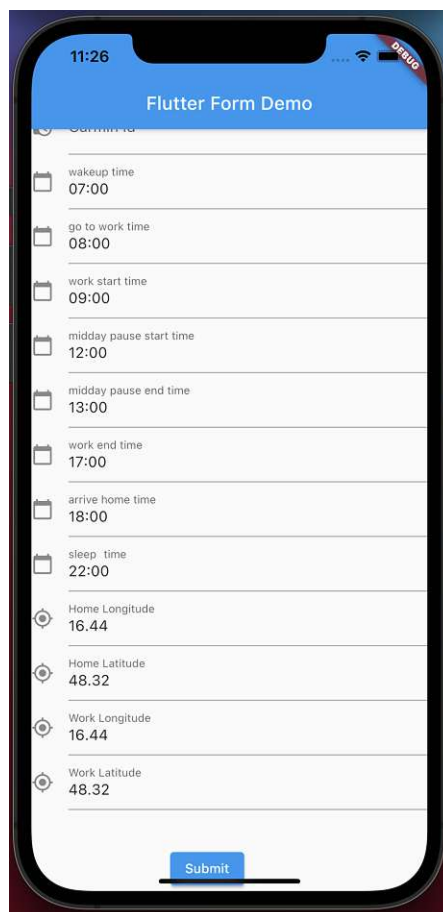 11:26
DEBUG
Flutter Form Demo
Garmin Id
wakeup time
07:00
go to work time
08:00
work start time
09:00
midday pause start time
12:00
midday pause end time
13:00
work end time
17:00
arrive home time
18:00
sleep  time
22:00
Home Longitude
16.44
Home Latitude
48.32
Work Longitude
16.44
Work Latitude
48.32
Submit